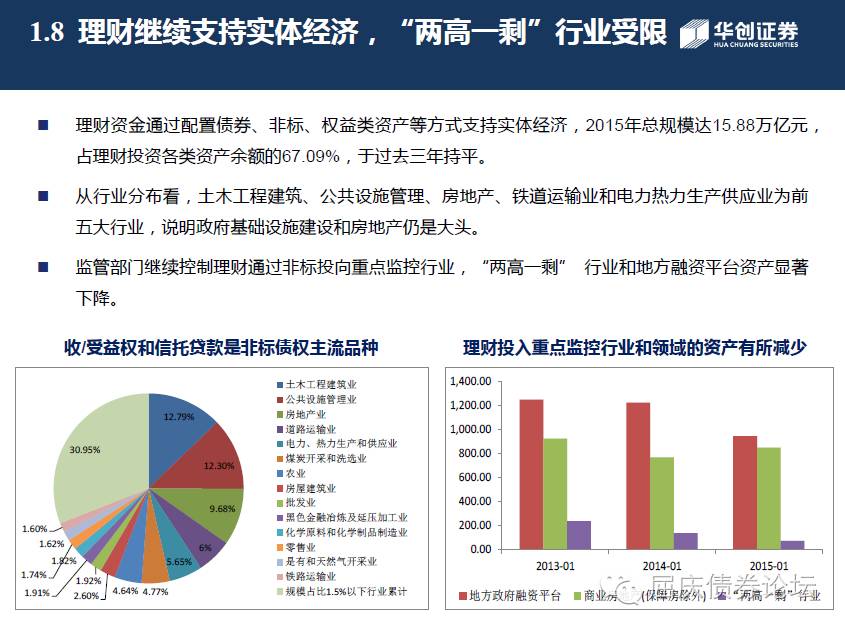 1.8 理财继续支持实体经济，“两高一剩”行业受限
华创证券
HUA CHUANG SECURITIES
理财资金通过配置债券、非标、权益类资产等方式支持实体经济，2015年总规模达15.88万亿元，
占理财投资各类资产余额的67.09%，于过去三年持平。
从行业分布看，土木工程建筑、公共设施管理、房地产、铁道运输业和电力热力生产供应业为前
五大行业，说明政府基础设施建设和房地产仍是大头。
监管部门继续控制理财通过非标投向重点监控行业，“两高一剩” 行业和地方融资平台资产显著
下降。
收/受益权和信托贷款是非标债权主流品种
12.79%
12.30%
9.68%
6%
5.65%
4.77%
4.64%
2.60%
1.92%
1.91%
1.74%
1.82%
1.62%
1.60%
30.95%
土木工程建筑业
公共设施管理业
房地产业
道路运输业
电力、热力生产和供应业
煤炭开采和洗选业
农业
房屋建筑业
批发业
黑色金融冶炼及延压加工业
化学原料和化学制品制造业
零售业
是有和天然气开采业
铁路运输业
规模占比1.5%以下行业累计
理财投入重点监控行业和领域的资产有所减少
1,400.00
1,200.00
1,000.00
800.00
600.00
400.00
200.00
0.00
2013-01
2014-01
2015-01
地方政府融资平台
商业房 (保障房除外)
“两高一剩”行业
屈庆债券论坛